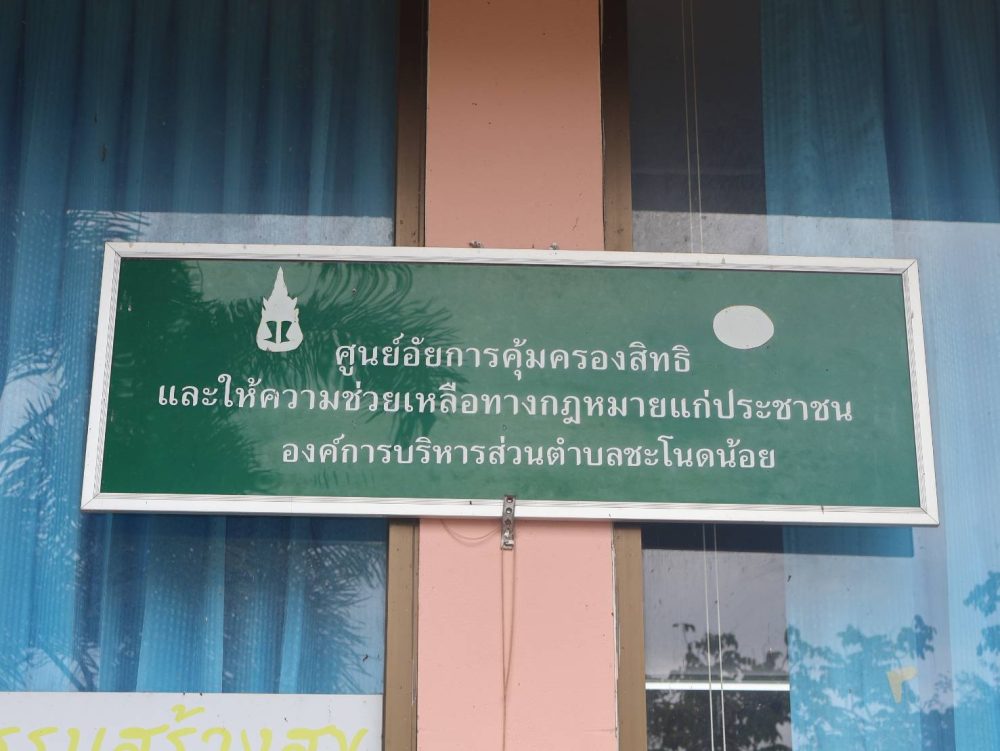 ศูนย์อัยการคุ้มครองสิทธิ
และให้ความช่วยเหลือทางกฎหมายแก่ประชาชน
องค์การบริหารส่วนตำบลชะโนดน้อย